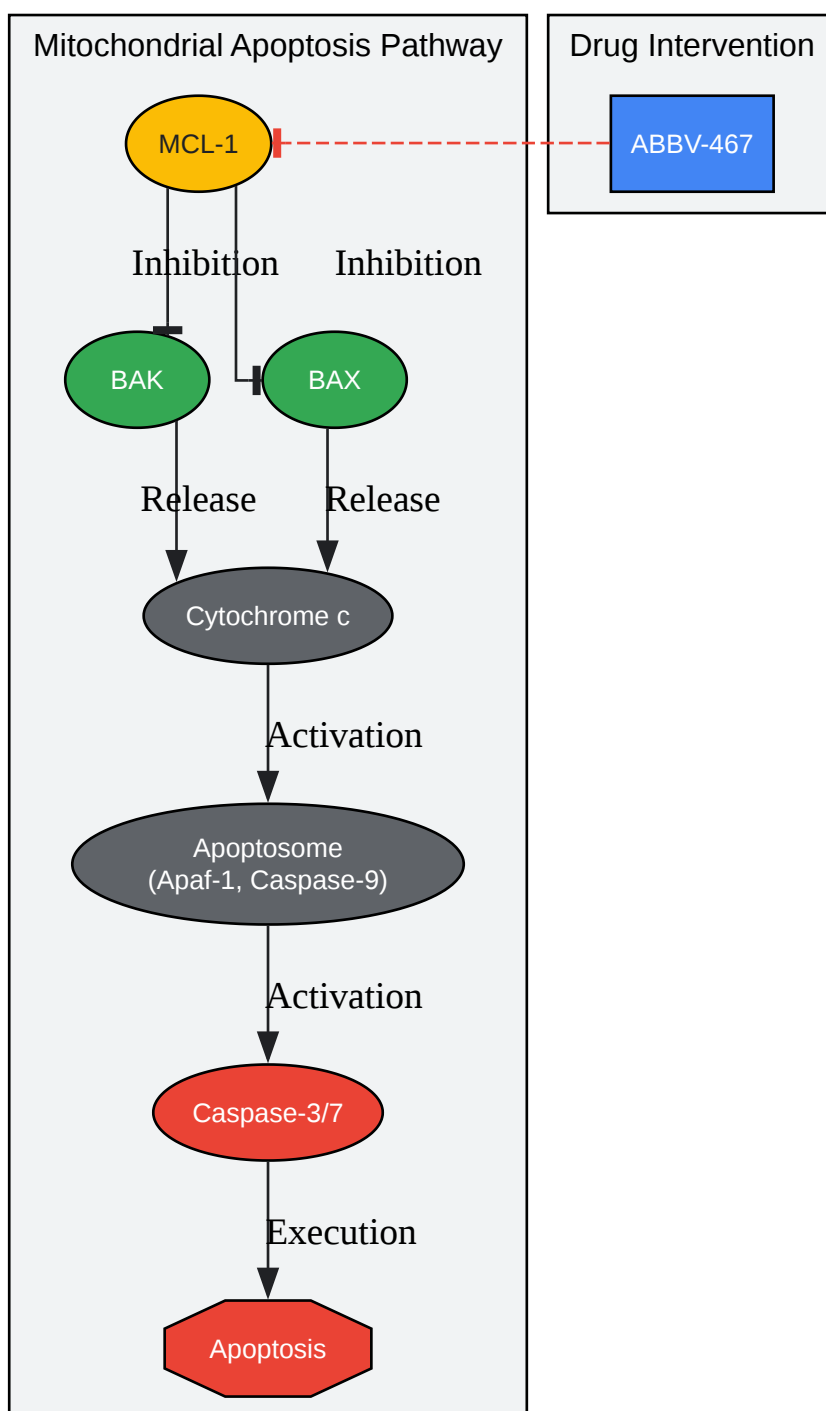 Mitochondrial Apoptosis Pathway
Drug Intervention
MCL-1
ABBV-467
Inhibition
Inhibition
BAK
BAX
Release
Release
Cytochrome c
Activation
Apoptosome
(Apaf-1, Caspase-9)
Activation
Caspase-3/7
Execution
Apoptosis